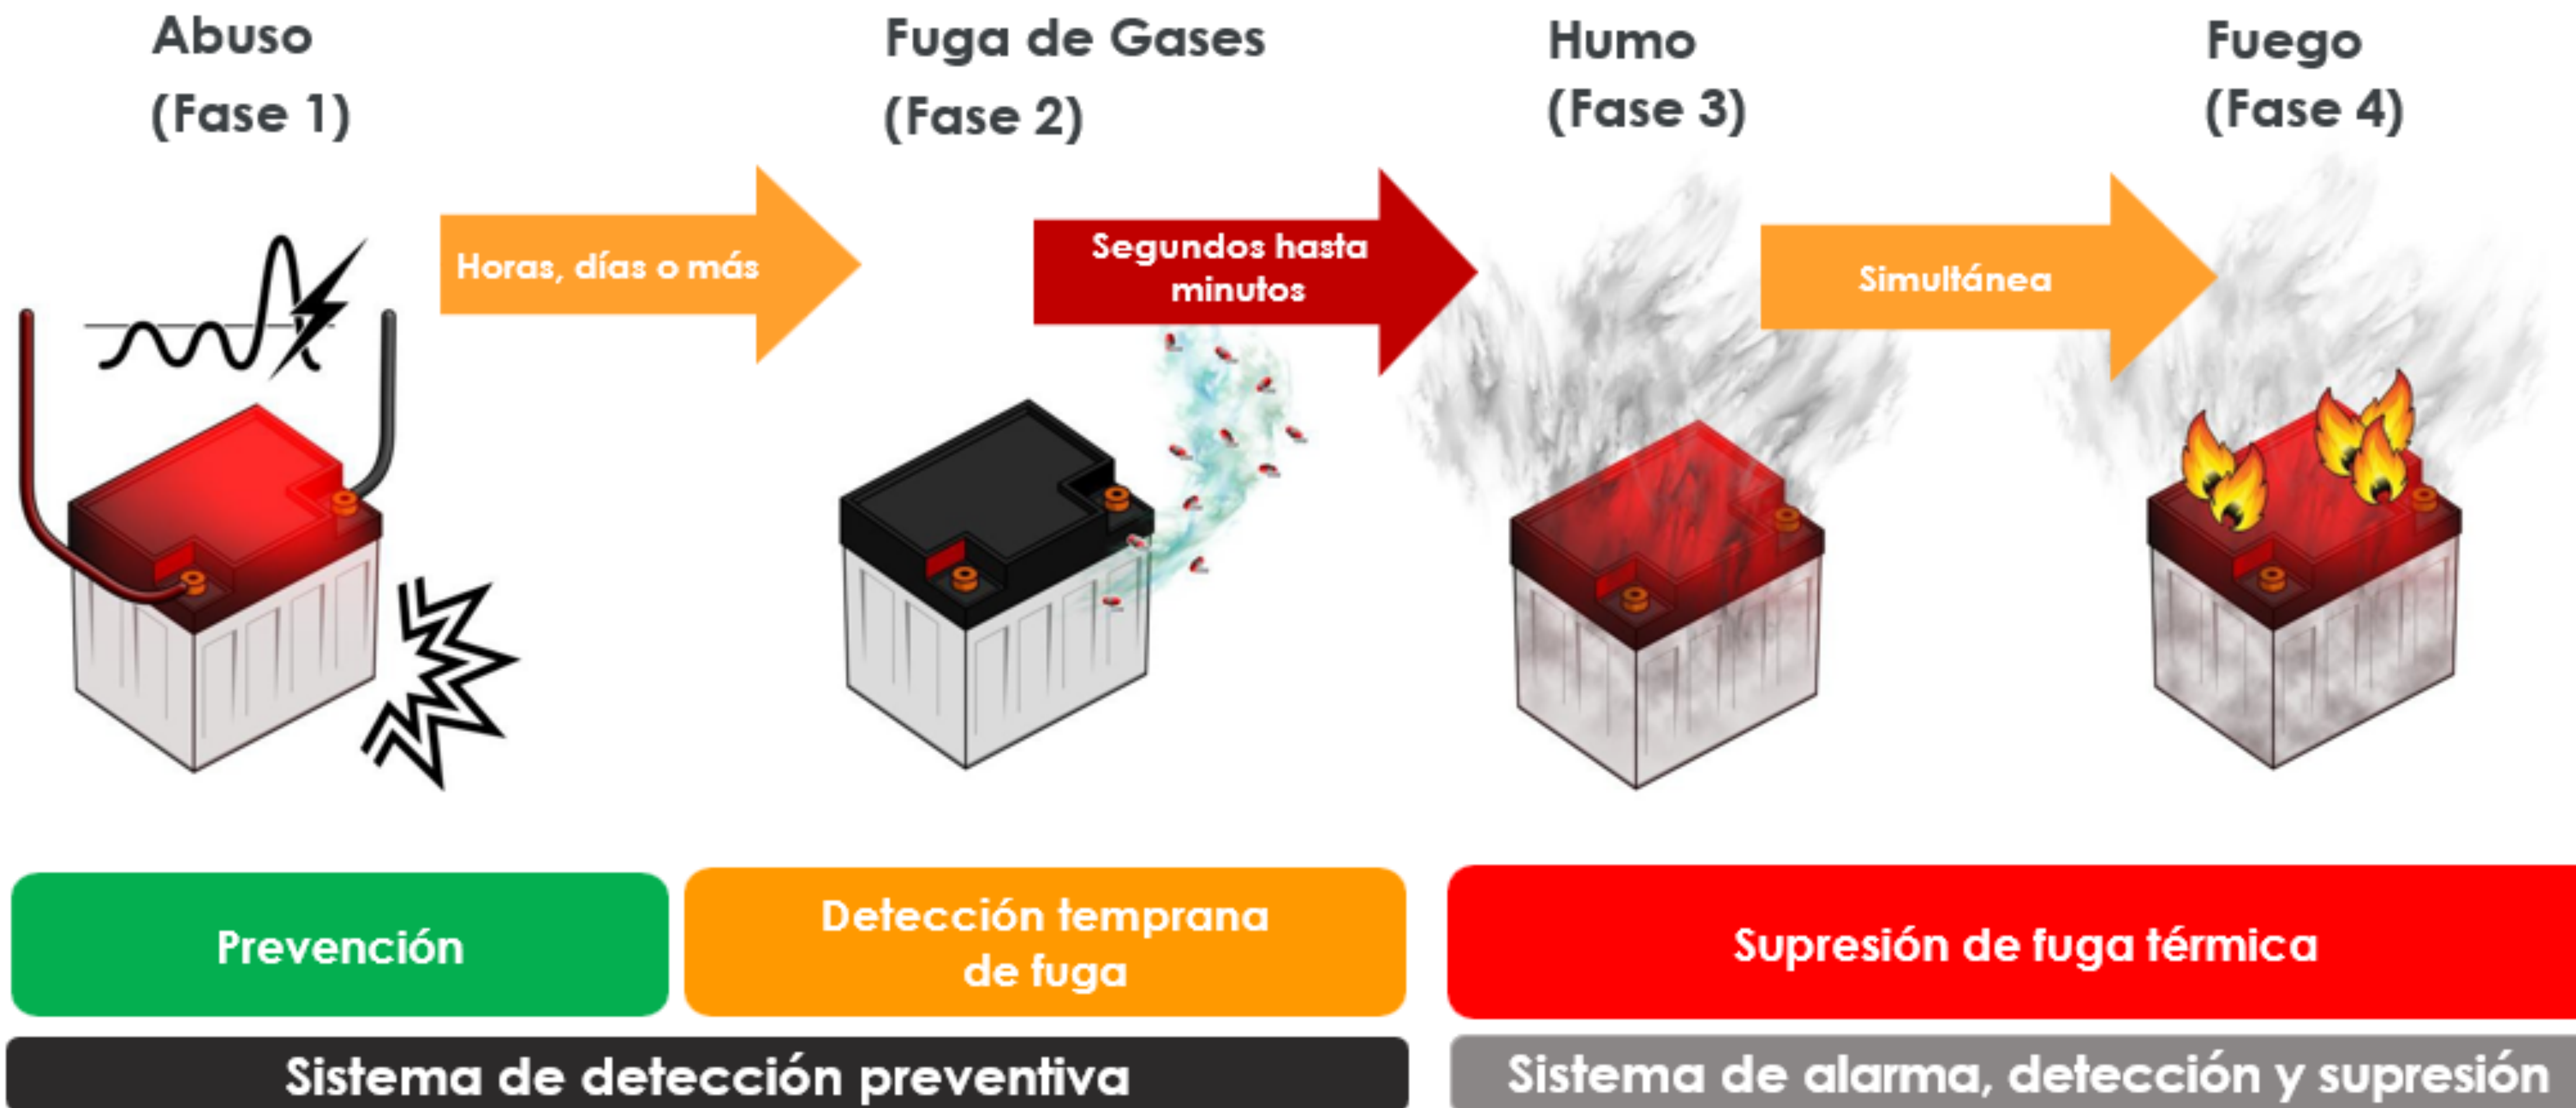 Abuso
(Fase 1)
Fuga de Gases
(Fase 2)
Humo
(Fase 3)
Fuego
(Fase 4)
Horas, días o más
Segundos hasta
minutos
Simultánea
Prevención
Detección temprana
de fuga
Supresión de fuga térmica
Sistema de detección preventiva
Sistema de alarma, detección y supresión